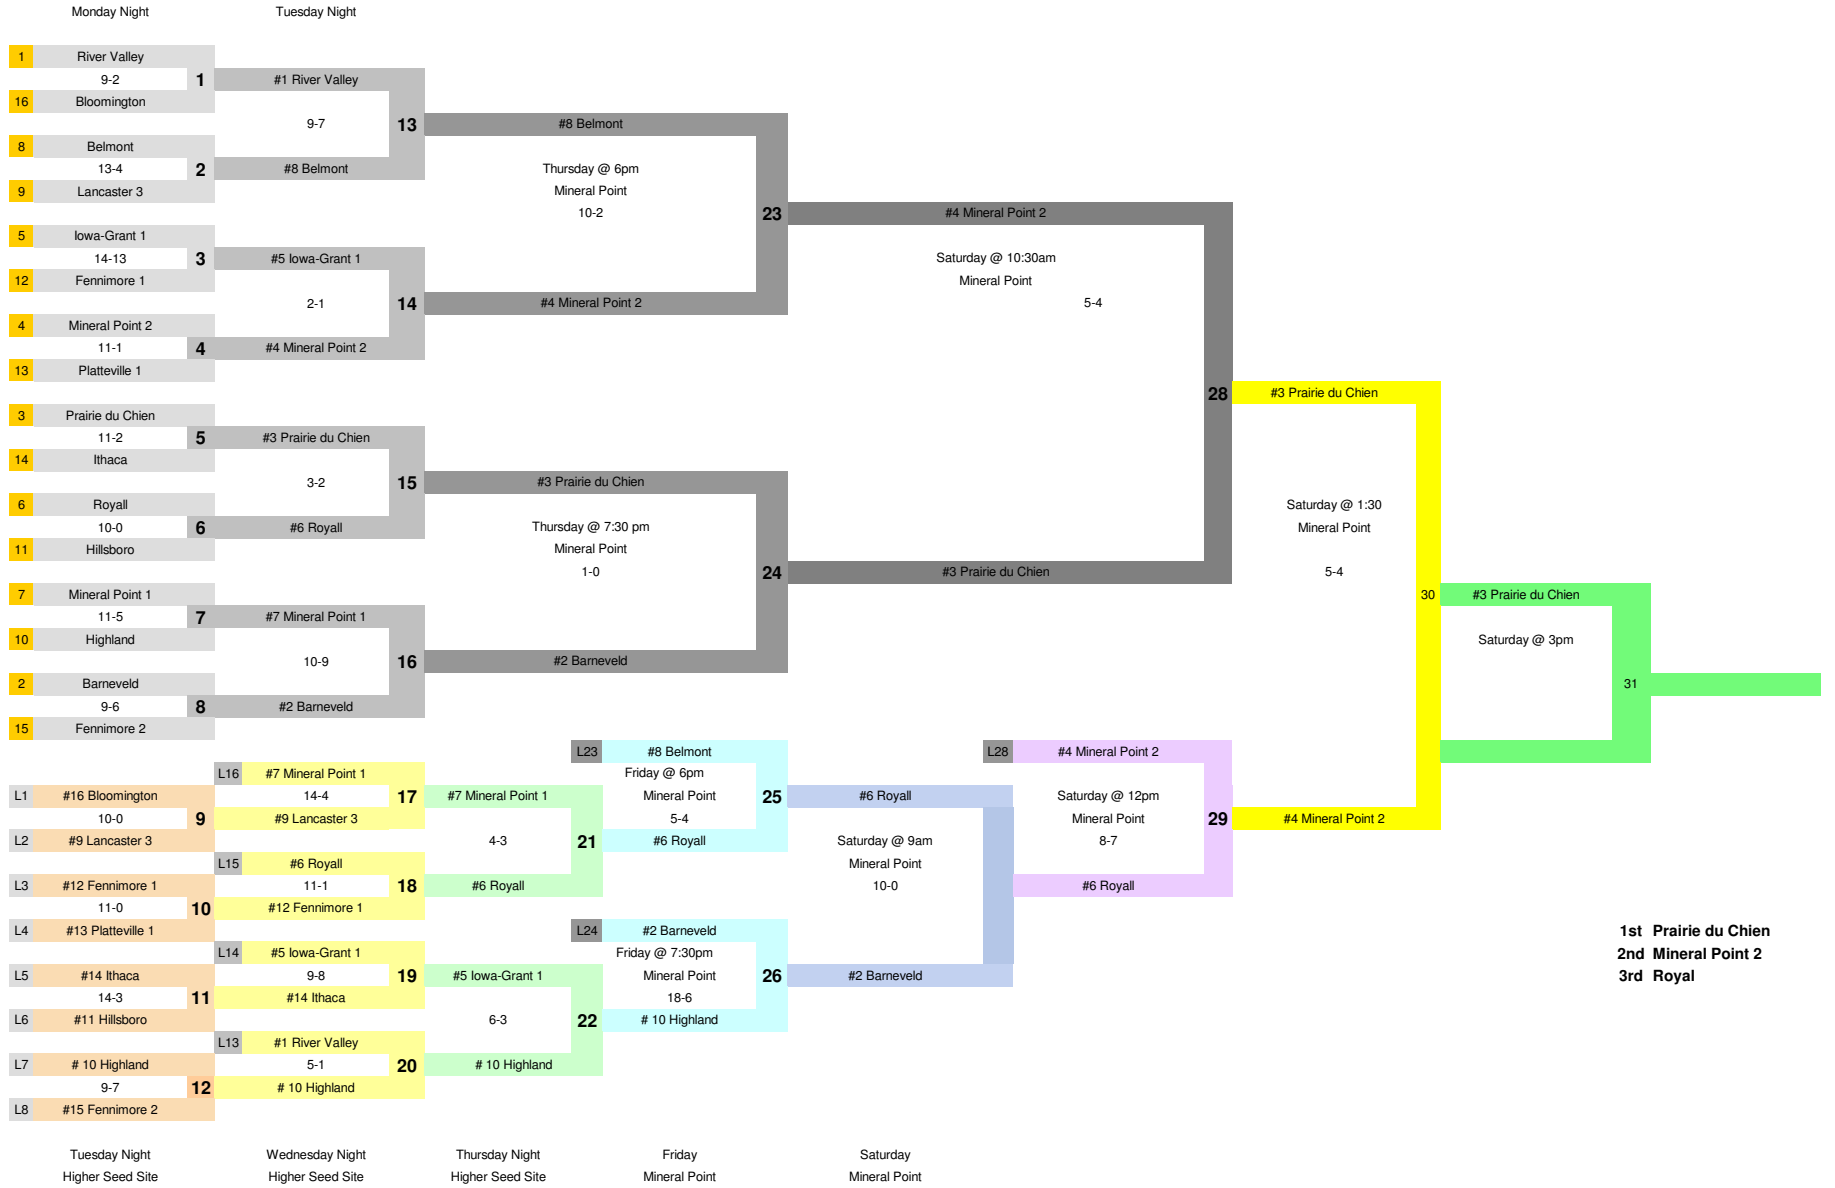 Monday Night
Tuesday Night
1
River Valley
9-2
1
#1 River Valley
16
Bloomington
9-7
13
#8 Belmont
8
Belmont
13-4
2
#8 Belmont
9
Lancaster 3
Thursday @ 6pm
Mineral Point
10-2
23
#4 Mineral Point 2
5
Iowa-Grant 1
14-13
3
#5 Iowa-Grant 1
12
Fennimore 1
2-1
14
#4 Mineral Point 2
4
Mineral Point 2
11-1
4
#4 Mineral Point 2
13
Platteville 1
Saturday @ 10:30am
Mineral Point
5-4
28
#3 Prairie du Chien
3
Prairie du Chien
11-2
5
#3 Prairie du Chien
14
Ithaca
3-2
15
#3 Prairie du Chien
6
Royall
10-0
6
#6 Royall
11
Hillsboro
Thursday @ 7:30 pm
Mineral Point
1-0
24
#3 Prairie du Chien
7
Mineral Point 1
11-5
7
#7 Mineral Point 1
10
Highland
10-9
16
#2 Barneveld
2
Barneveld
9-6
8
#2 Barneveld
15
Fennimore 2
Saturday @ 1:30
Mineral Point
5-4
30
#3 Prairie du Chien
Saturday @ 3pm
31
L1
#16 Bloomington
10-0
9
L2
#9 Lancaster 3
L3
#12 Fennimore 1
11-0
10
L4
#13 Platteville 1
L5
#14 Ithaca
14-3
11
L6
#11 Hillsboro
L7
# 10 Highland
9-7
12
L8
#15 Fennimore 2
L16
#7 Mineral Point 1
14-4
17
#9 Lancaster 3
L15
#6 Royall
11-1
18
#12 Fennimore 1
L14
#5 Iowa-Grant 1
9-8
19
#14 Ithaca
L13
#1 River Valley
5-1
20
# 10 Highland
#7 Mineral Point 1
4-3
21
#6 Royall
#5 Iowa-Grant 1
6-3
22
# 10 Highland
L23
#8 Belmont
Friday @ 6pm
Mineral Point
5-4
25
#6 Royall
L24
#2 Barneveld
Friday @ 7:30pm
Mineral Point
18-6
26
# 10 Highland
#6 Royall
Saturday @ 9am
Mineral Point
10-0
#2 Barneveld
L28
#4 Mineral Point 2
Saturday @ 12pm
Mineral Point
8-7
29
#6 Royall
#4 Mineral Point 2
1st Prairie du Chien
2nd Mineral Point 2
3rd Royal
Tuesday Night
Higher Seed Site
Wednesday Night
Higher Seed Site
Thursday Night
Higher Seed Site
Friday
Mineral Point
Saturday
Mineral Point